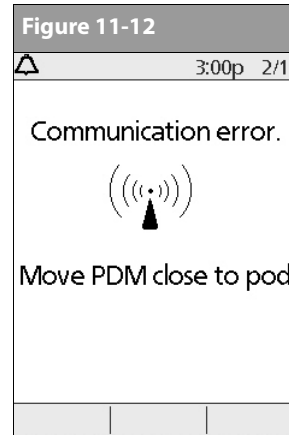 Figure 11-12
3:00p 2/1
Communication error.
Move PDM close to pod